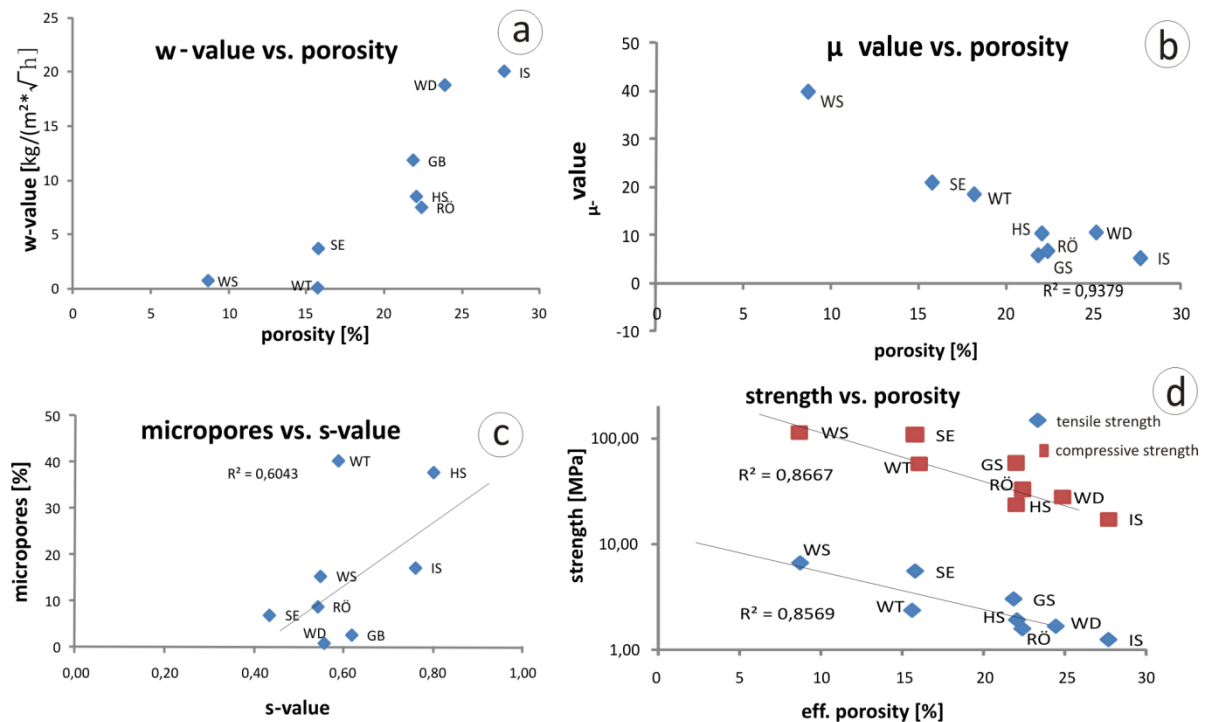 a
w-value vs. porosity
w-value [kg/(m²*√h]
25
20
15
10
5
0
WD
IS
GB
HS
RÖ
SE
WS
WT
0 5 10 15 20 25 30
porosity [%]
b
µ value vs. porosity
µ- value
50
40
30
20
10
0
-10
WS
SE
WT
HS
RÖ
WD
GS
IS
R² = 0,9379
0 5 10 15 20 25 30
porosity [%]
c
micropores vs. s-value
micropores [%]
50
40
30
20
10
0
R² = 0,6043
WT
HS
WS
IS
SE
RÖ
WD
GB
0,00 0,20 0,40 0,60 0,80 1,00
s-value
d
strength vs. porosity
tensile strength
compressive strength
strength [MPa]
100,00
10,00
1,00
WS
SE
WT
GS
R² = 0,8667
RÖ
HS
WD
IS
WS
SE
WT
GS
R² = 0,8569
HS
RÖ
WD
IS
0 5 10 15 20 25 30
eff. porosity [%]